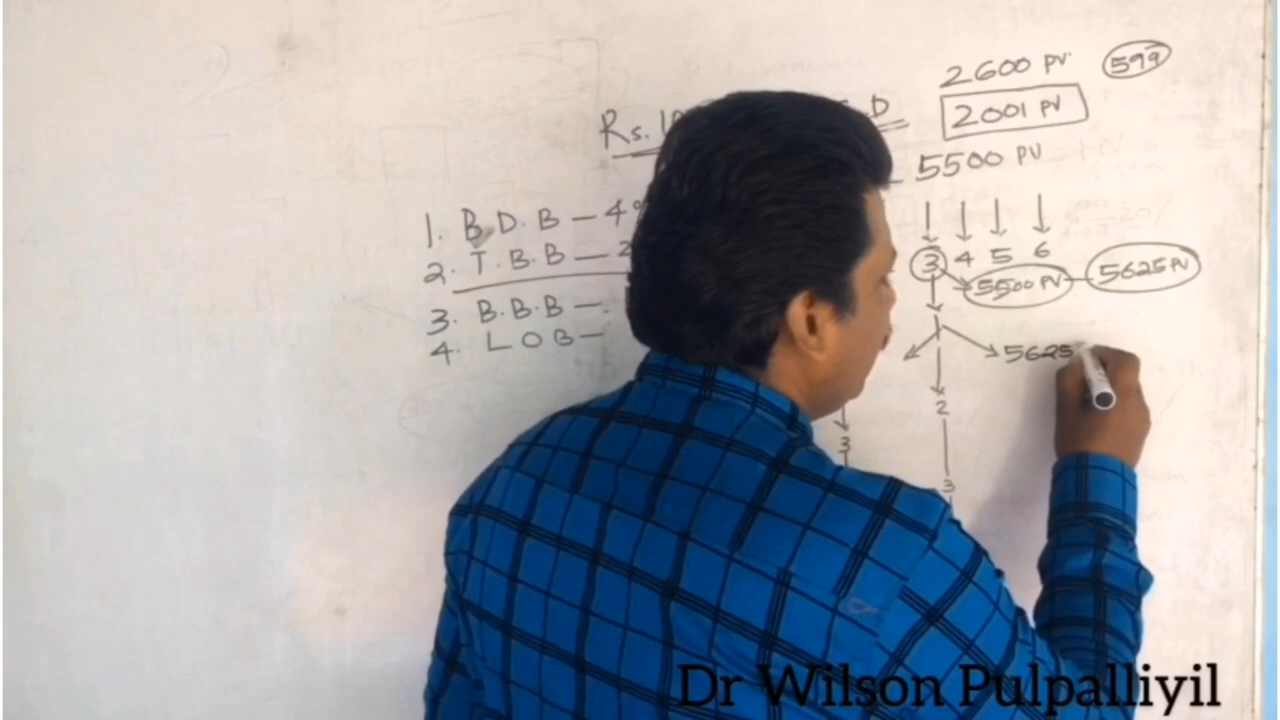 2600 PV 599
Rs. D 2001 PV
5500 PV
1. B.D.B – 4
3 4 5 6
2. T.B.B – 2
5500 PV – 5625 PV
3. B.B.B –
1
4. L O B –
5625
2
3
3
Dr Wilson Pulpalliyil